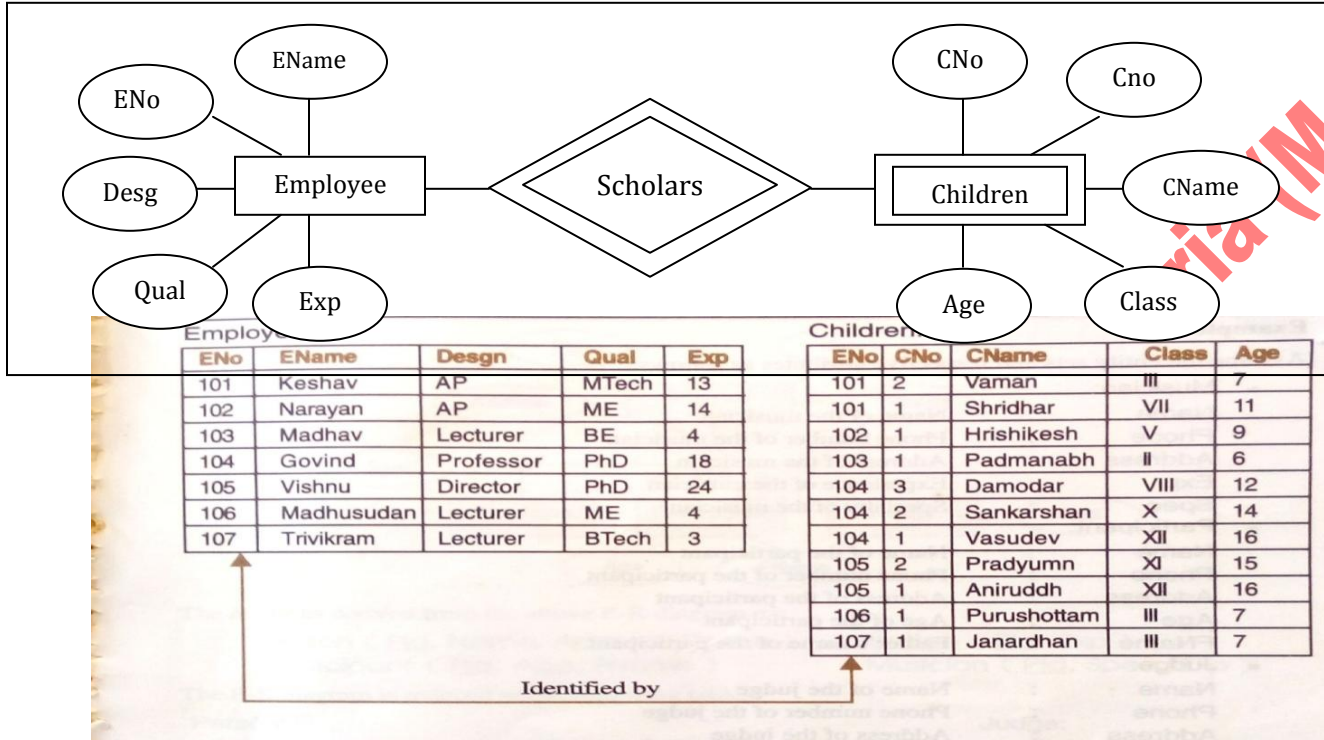 EName
CNo
Cno
ENo
Desg
Employee
Scholars
Children
CName
Qual
Exp
Age
Class
ria (M
Employe
Children
ENo EName Desgn Qual Exp
101 Keshav AP MTech 13
102 Narayan AP ME 14
103 Madhav Lecturer BE 4
104 Govind Professor PhD 18
105 Vishnu Director PhD 24
106 Madhusudan Lecturer ME 4
107 Trivikram Lecturer BTech 3
ENo CNo CName Class Age
101 2 Vaman III 7
101 1 Shridhar VII 11
102 1 Hrishikesh V 9
103 1 Padmanabh II 6
104 3 Damodar VIII 12
104 2 Sankarshan X 14
104 1 Vasudev XII 16
105 2 Pradyumn XI 15
105 1 Aniruddh XII 16
106 1 Purushottam III 7
107 1 Janardhan III 7
Identified by